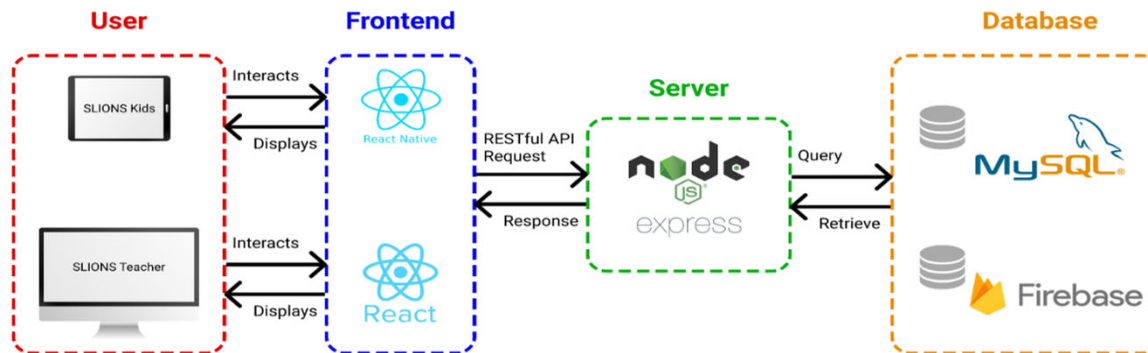 User
Frontend
Database
Server
SLIONS Kids
Interacts
Displays
React Native
RESTful API
Request
Response
node
JS®
express
Query
Retrieve
MySQL®
SLIONS Teacher
Interacts
Displays
React
Firebase